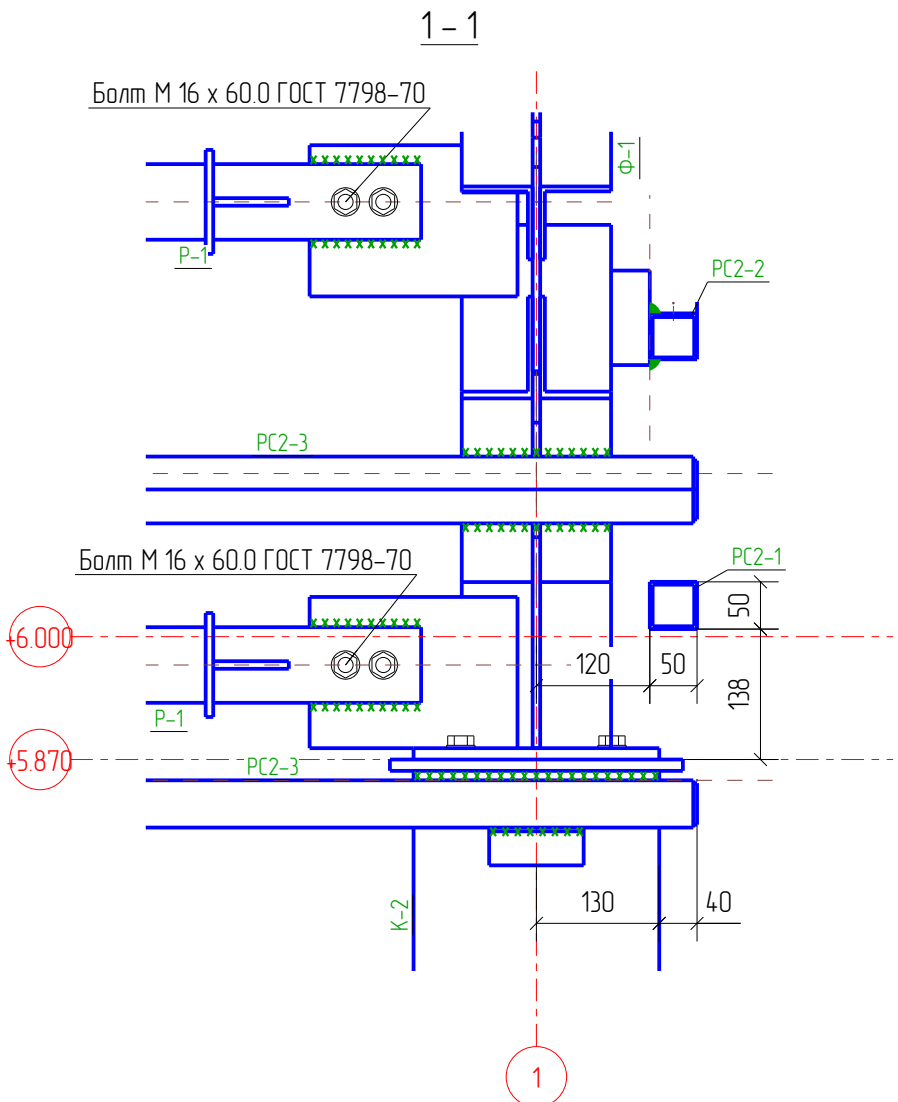 1-1
Болт М 16 х 60.0 ГОСТ 7798-70
Ф-1
Р-1
РС2-2
РС2-3
Болт М 16 х 60.0 ГОСТ 7798-70
РС2-1
50
+6.000
120
50
138
Р-1
+5.870
РС2-3
К-2
130
40
1